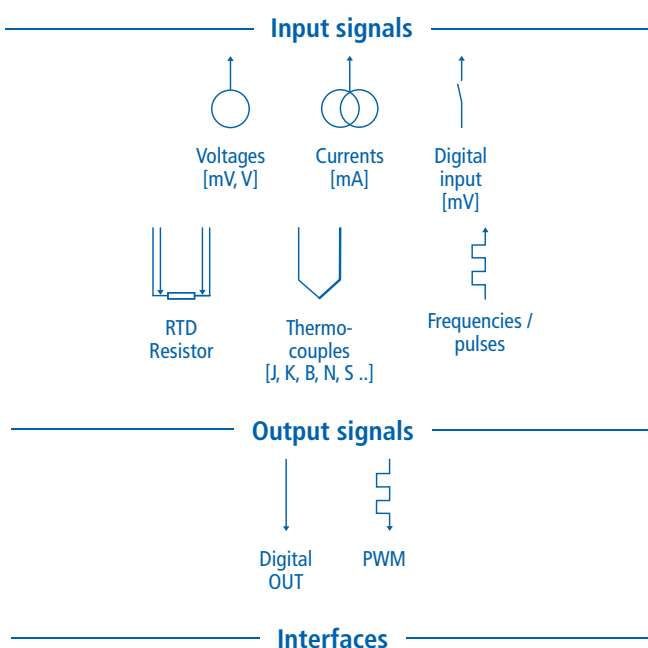 Input signals
Voltages
[mV, V]
Currents
[mA]
Digital
input
[mV]
RTD
Resistor
Thermo-
couples
[J, K, B, N, S ..]
Frequencies /
pulses
Output signals
Digital
OUT
PWM
Interfaces